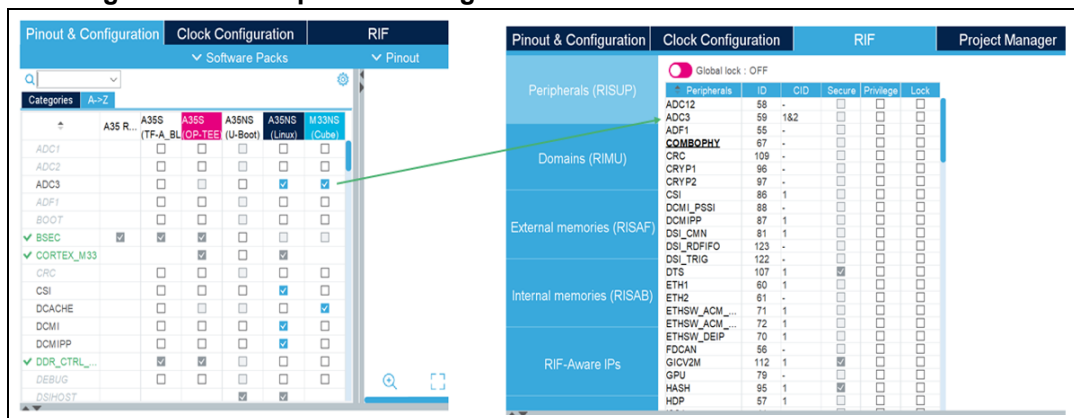 Pinout & Configuration Clock Configuration RIF
Software Packs Pinout
Categories A->Z
A35 R... A35S (TF-A_BL A35S (OP-TEE) A35NS (U-Boot) A35NS (Linux) M33NS (Cube)
ADC1
ADC2
ADC3
ADF1
BOOT
BSEC
CORTEX_M33
CRC
CSI
DCACHE
DCMI
DCMIPP
DDR_CTRL_...
DEBUG
DSIHOST
Pinout & Configuration Clock Configuration RIF Project Manager
Global lock : OFF
Peripherals (RISUP)
Domains (RIMU)
External memories (RISAF)
Internal memories (RISAB)
RIF-Aware IPs
Peripherals ID CID Secure Privilege Lock
ADC12 58 -
ADC3 59 1&2
ADF1 55 -
COMBOPHY 67 -
CRC 109 -
CRYP1 96 -
CRYP2 97 -
CSI 86 1
DCMI_PSSI 88 -
DCMIPP 87 1
DSI_CMN 81 1
DSI_RDFIFO 123 -
DSI_TRIG 122 -
DTS 107 1
ETH1 60 1
ETH2 61 -
ETHSW_ACM_... 71 1
ETHSW_ACM_... 72 1
ETHSW_DEIP 70 1
FDCAN 56 -
GICV2M 112 1
GPU 79 -
HASH 95 1
HDP 57 1